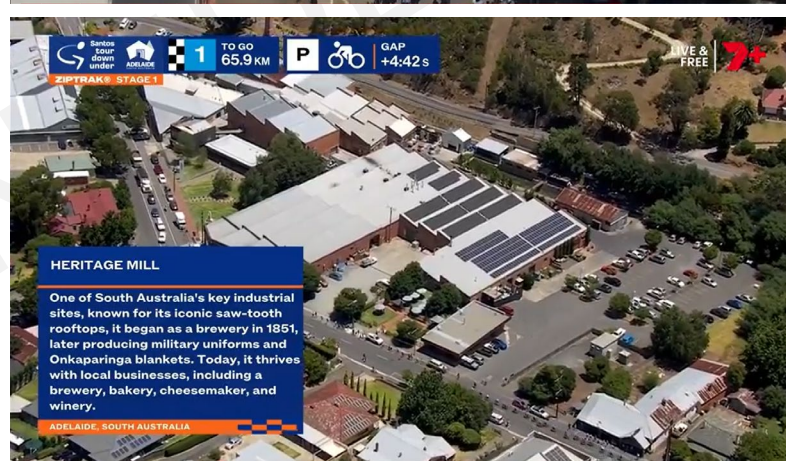 Santos
tour
down
under
ADELAIDE
1
TO GO
65.9 KM
P
GAP
+4:42 S
LIVE &
FREE
7+
ZIPTRAK® STAGE 1
HERITAGE MILL
One of South Australia's key industrial
sites, known for its iconic saw-tooth
rooftops, it began as a brewery in 1851,
later producing military uniforms and
Onkaparinga blankets. Today, it thrives
with local businesses, including a
brewery, bakery, cheesemaker, and
winery.
ADELAIDE, SOUTH AUSTRALIA